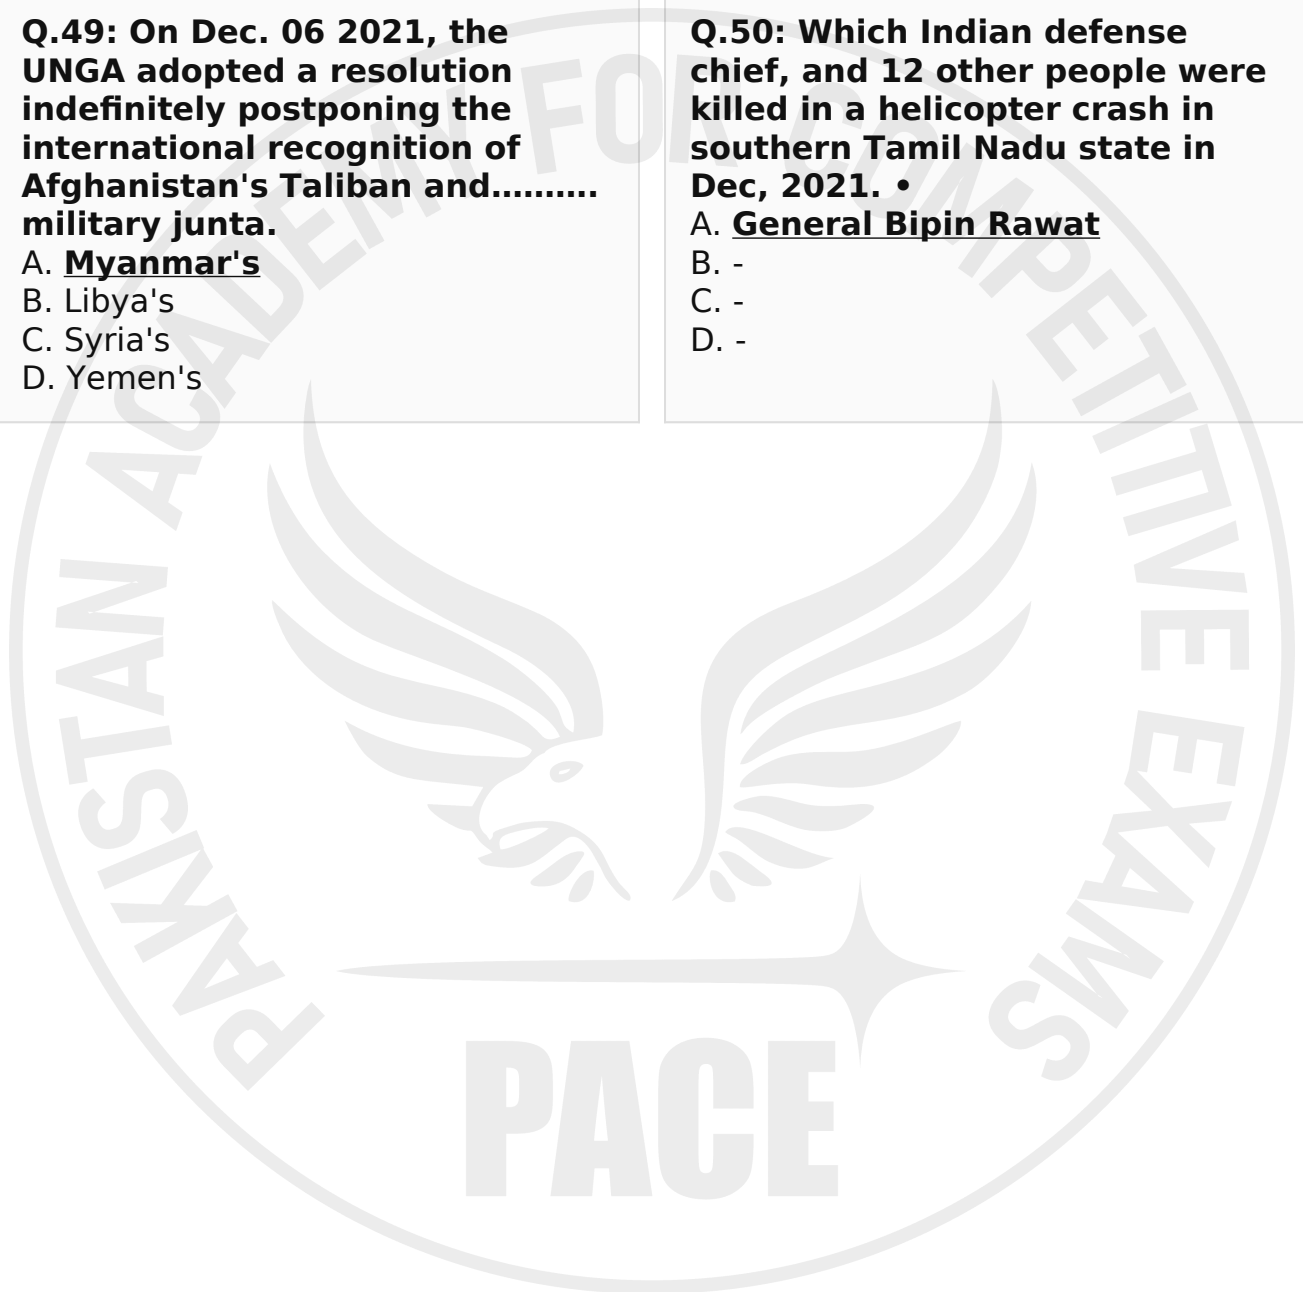 Q.49: On Dec. 06 2021, the
UNGA adopted a resolution
indefinitely postponing the
international recognition of
Afghanistan's Taliban and..........
military junta.
A. Myanmar's
B. Libya's
C. Syria's
D. Yemen's
Q.50: Which Indian defense
chief, and 12 other people were
killed in a helicopter crash in
southern Tamil Nadu state in
Dec, 2021. •
A. General Bipin Rawat
B. -
C. -
D. -
PAKISTAN ACADEMY FOR COMPETITIVE EXAMS
PACE